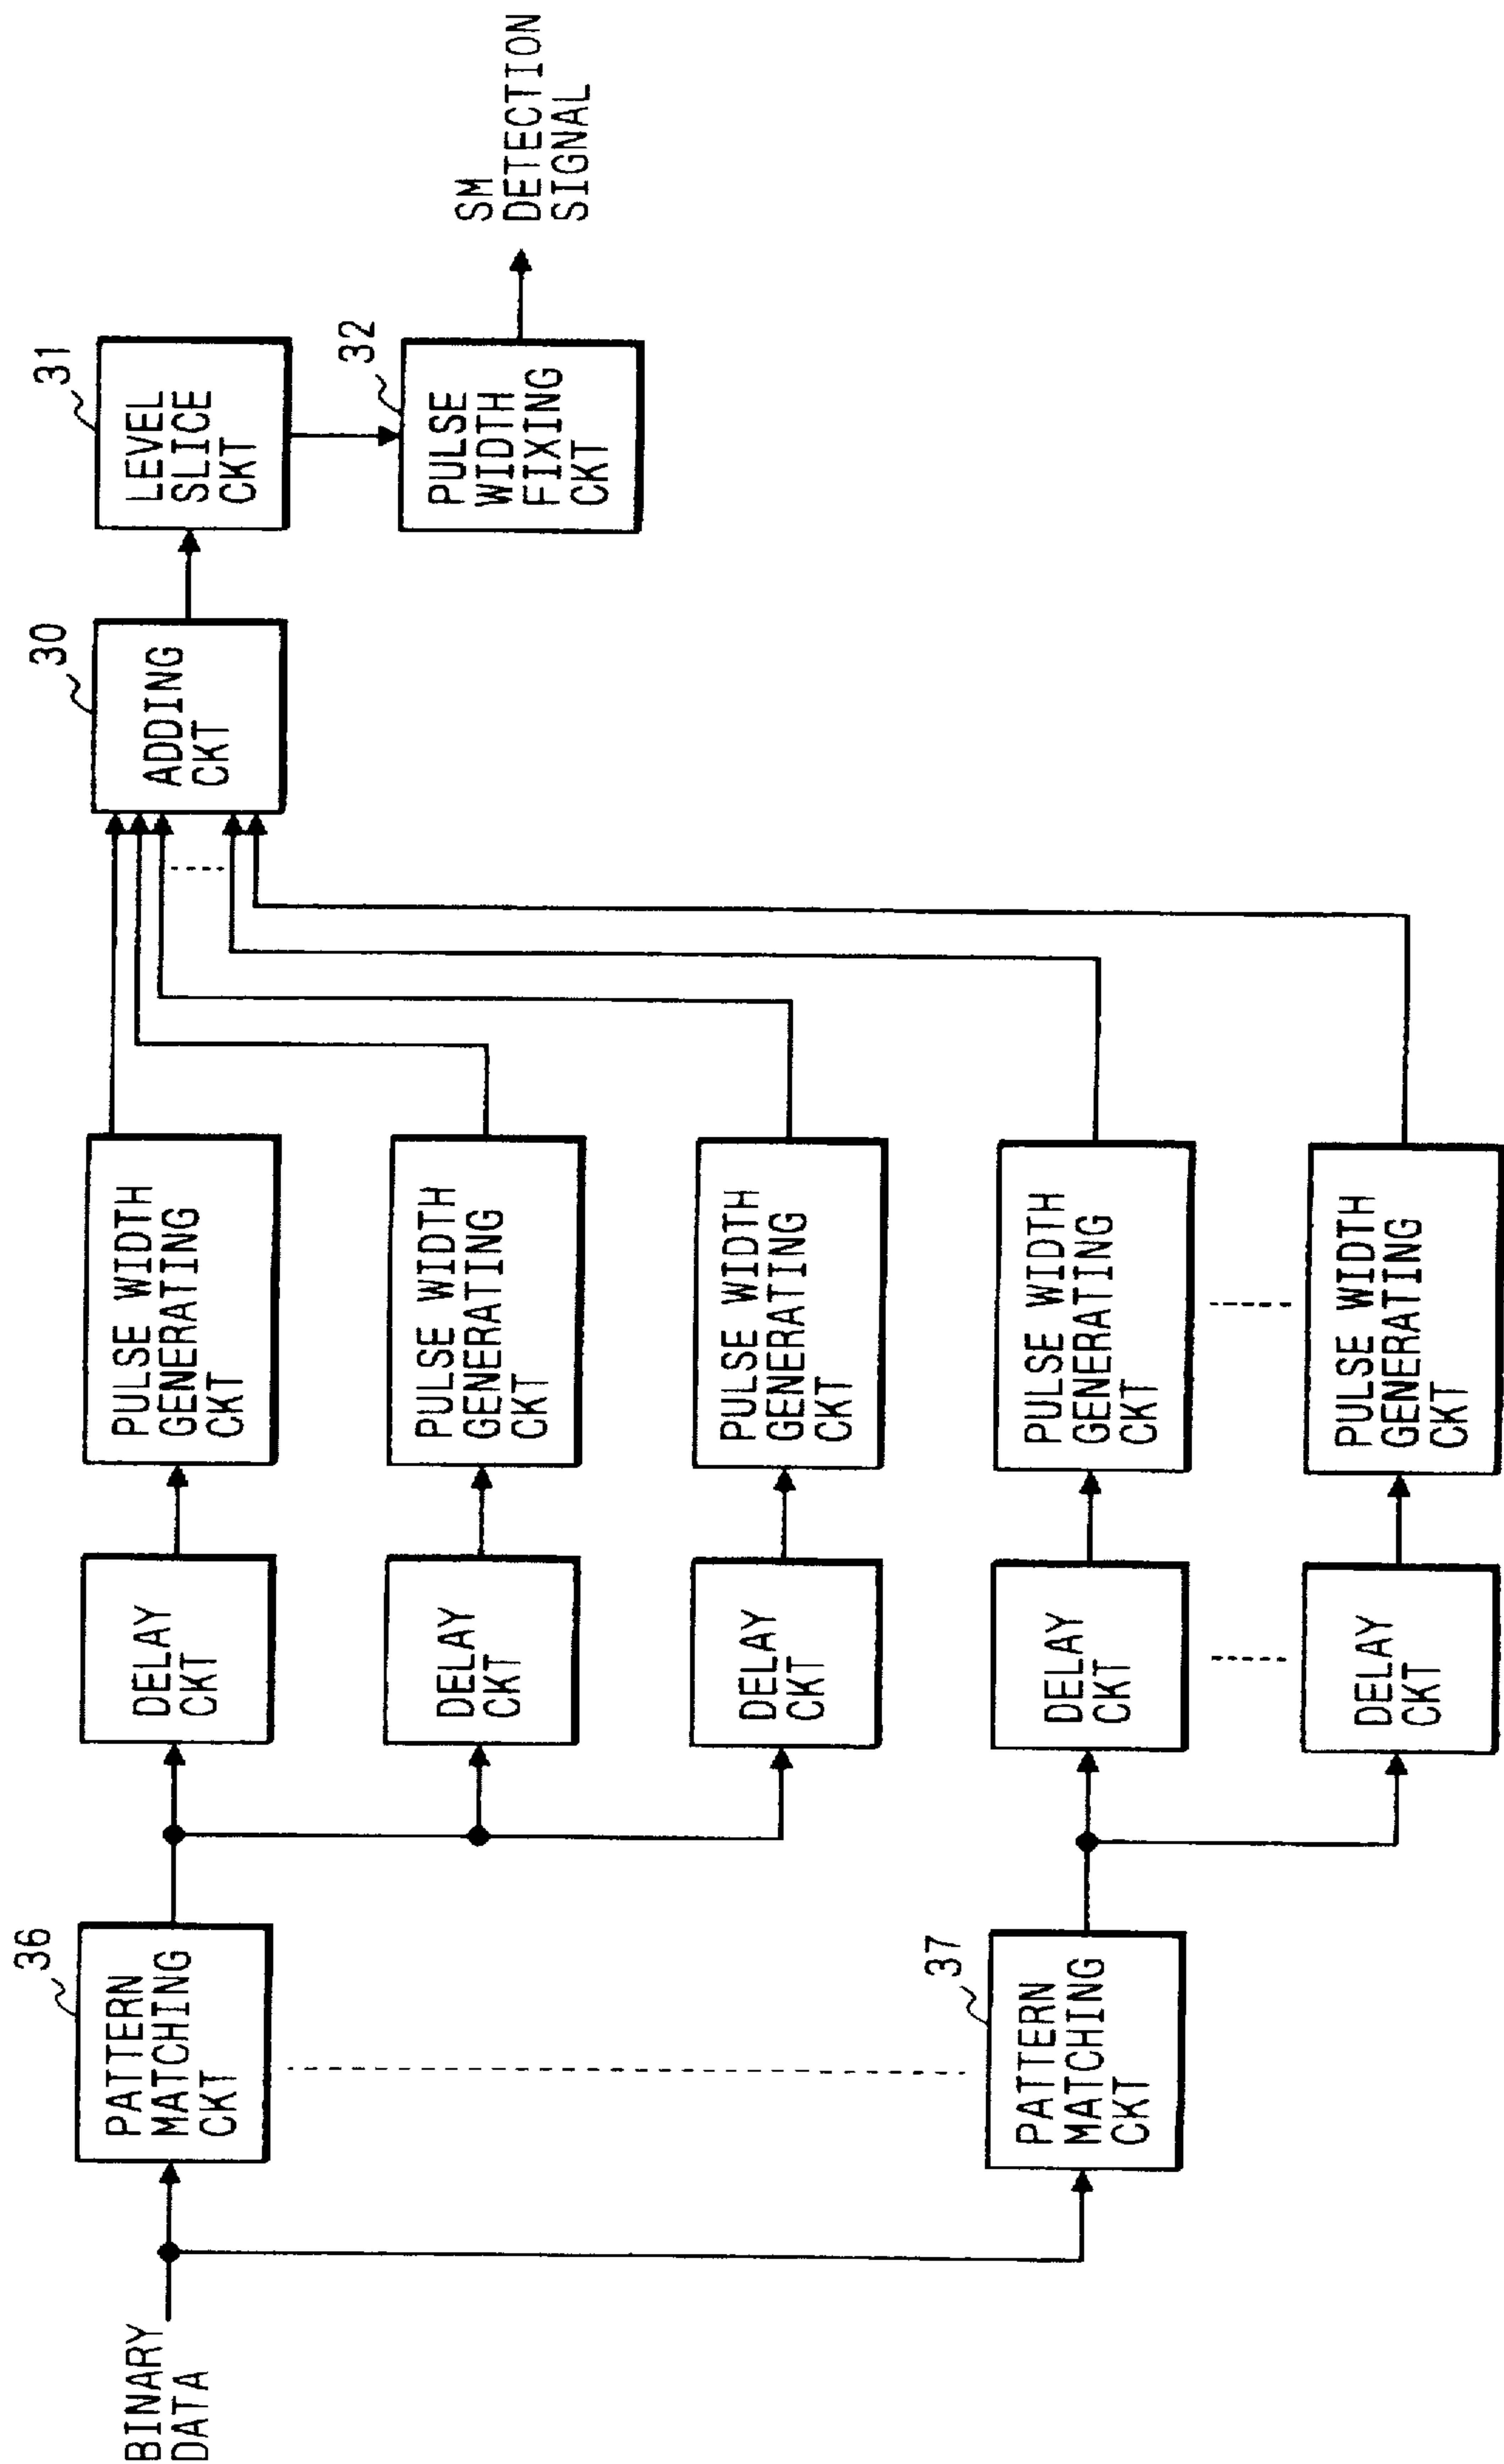 BINARY
DATA
36
PATTERN
MATCHING
CKT
37
PATTERN
MATCHING
CKT
DELAY
CKT
DELAY
CKT
DELAY
CKT
DELAY
CKT
DELAY
CKT
PULSE WIDTH
GENERATING
CKT
PULSE WIDTH
GENERATING
CKT
PULSE WIDTH
GENERATING
CKT
PULSE WIDTH
GENERATING
CKT
PULSE WIDTH
GENERATING
CKT
30
ADDING
CKT
31
LEVEL
SLICE
CKT
32
PULSE
WIDTH
FIXING
CKT
SM
DETECTION
SIGNAL